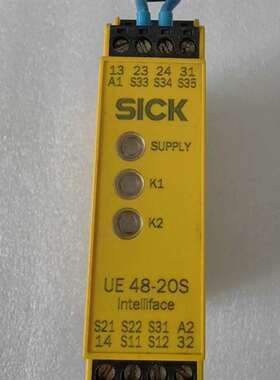 13 23 24 31
A1 S33 S34 S35
SICK
SUPPLY
K1
K2
UE 48-20S
Intelliface
S21 S22 S31 A2
14 S11 S12 32